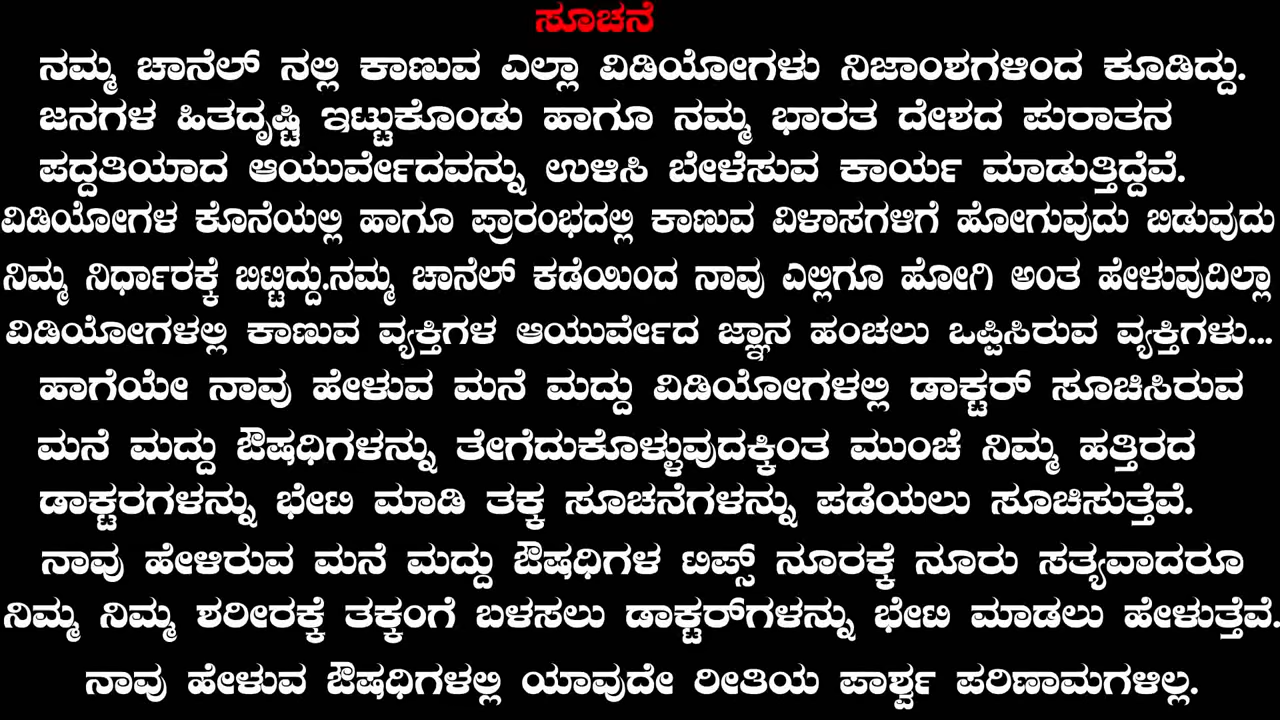 ಸೂಚನೆ
ನಮ್ಮ ಚಾನೆಲ್ ನಲ್ಲಿ ಕಾಣುವ ಎಲ್ಲಾ ವಿಡಿಯೋಗಳು ನಿಜಾಂಶಗಳಿಂದ ಕೂಡಿದ್ದು.
ಜನಗಳ ಹಿತದೃಷ್ಟಿ ಇಟ್ಟುಕೊಂಡು ಹಾಗೂ ನಮ್ಮ ಭಾರತ ದೇಶದ ಪುರಾತನ
ಪದ್ದತಿಯಾದ ಆಯುರ್ವೇದವನ್ನು ಉಳಿಸಿ ಬೇಳೆಸುವ ಕಾರ್ಯ ಮಾಡುತ್ತಿದ್ದೆವೆ.
ವಿಡಿಯೋಗಳ ಕೊನೆಯಲ್ಲಿ ಹಾಗೂ ಪ್ರಾರಂಭದಲ್ಲಿ ಕಾಣುವ ವಿಳಾಸಗಳಿಗೆ ಹೋಗುವುದು ಬಿಡುವುದು
ನಿಮ್ಮ ನಿರ್ಧಾರಕ್ಕೆ ಬಿಟ್ಟಿದ್ದು.ನಮ್ಮ ಚಾನೆಲ್ ಕಡೆಯಿಂದ ನಾವು ಎಲ್ಲಿಗೂ ಹೋಗಿ ಅಂತ ಹೇಳುವುದಿಲ್ಲಾ
ವಿಡಿಯೋಗಳಲ್ಲಿ ಕಾಣುವ ವ್ಯಕ್ತಿಗಳ ಆಯುರ್ವೇದ ಜ್ಞಾನ ಹಂಚಲು ಒಪ್ಪಿಸಿರುವ ವ್ಯಕ್ತಿಗಳು...
ಹಾಗೆಯೇ ನಾವು ಹೇಳುವ ಮನೆ ಮದ್ದು ವಿಡಿಯೋಗಳಲ್ಲಿ ಡಾಕ್ಟರ್ ಸೂಚಿಸಿರುವ
ಮನೆ ಮದ್ದು ಔಷಧಿಗಳನ್ನು ತೇಗೆದುಕೊಳ್ಳುವುದಕ್ಕಿಂತ ಮುಂಚೆ ನಿಮ್ಮ ಹತ್ತಿರದ
ಡಾಕ್ಟರಗಳನ್ನು ಭೇಟಿ ಮಾಡಿ ತಕ್ಕ ಸೂಚನೆಗಳನ್ನು ಪಡೆಯಲು ಸೂಚಿಸುತ್ತೆವೆ.
ನಾವು ಹೇಳಿರುವ ಮನೆ ಮದ್ದು ಔಷಧಿಗಳ ಟಿಪ್ಸ್ ನೂರಕ್ಕೆ ನೂರು ಸತ್ಯವಾದರೂ
ನಿಮ್ಮ ನಿಮ್ಮ ಶರೀರಕ್ಕೆ ತಕ್ಕಂಗೆ ಬಳಸಲು ಡಾಕ್ಟರ್‌ಗಳನ್ನು ಭೇಟಿ ಮಾಡಲು ಹೇಳುತ್ತೆವೆ.
ನಾವು ಹೇಳುವ ಔಷಧಿಗಳಲ್ಲಿ ಯಾವುದೇ ರೀತಿಯ ಪಾರ್ಶ್ವ ಪರಿಣಾಮಗಳಿಲ್ಲ.